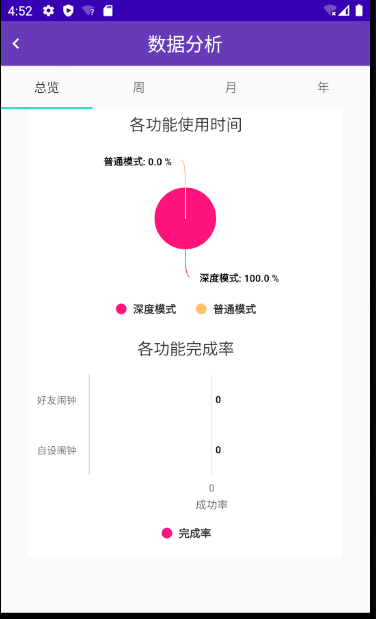 4:52
数据分析
总览 周 月 年
各功能使用时间
普通模式: 0.0 %
深度模式: 100.0 %
深度模式 普通模式
各功能完成率
好友闹钟 0
自设闹钟 0
0
成功率
完成率